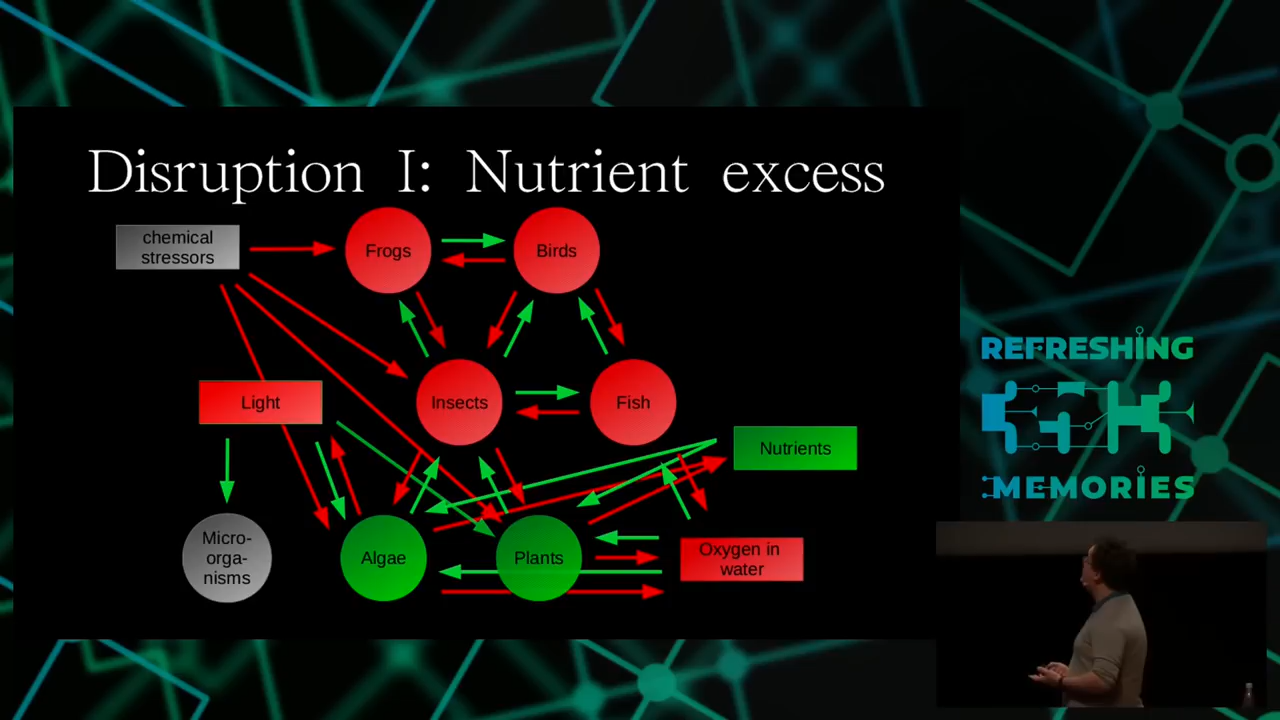 Disruption I: Nutrient excess
chemical
stressors
Frogs
Birds
Light
Insects
Fish
Nutrients
Micro-
orga-
nisms
Algae
Plants
Oxygen in
water
REFRESHING
MEMORIES